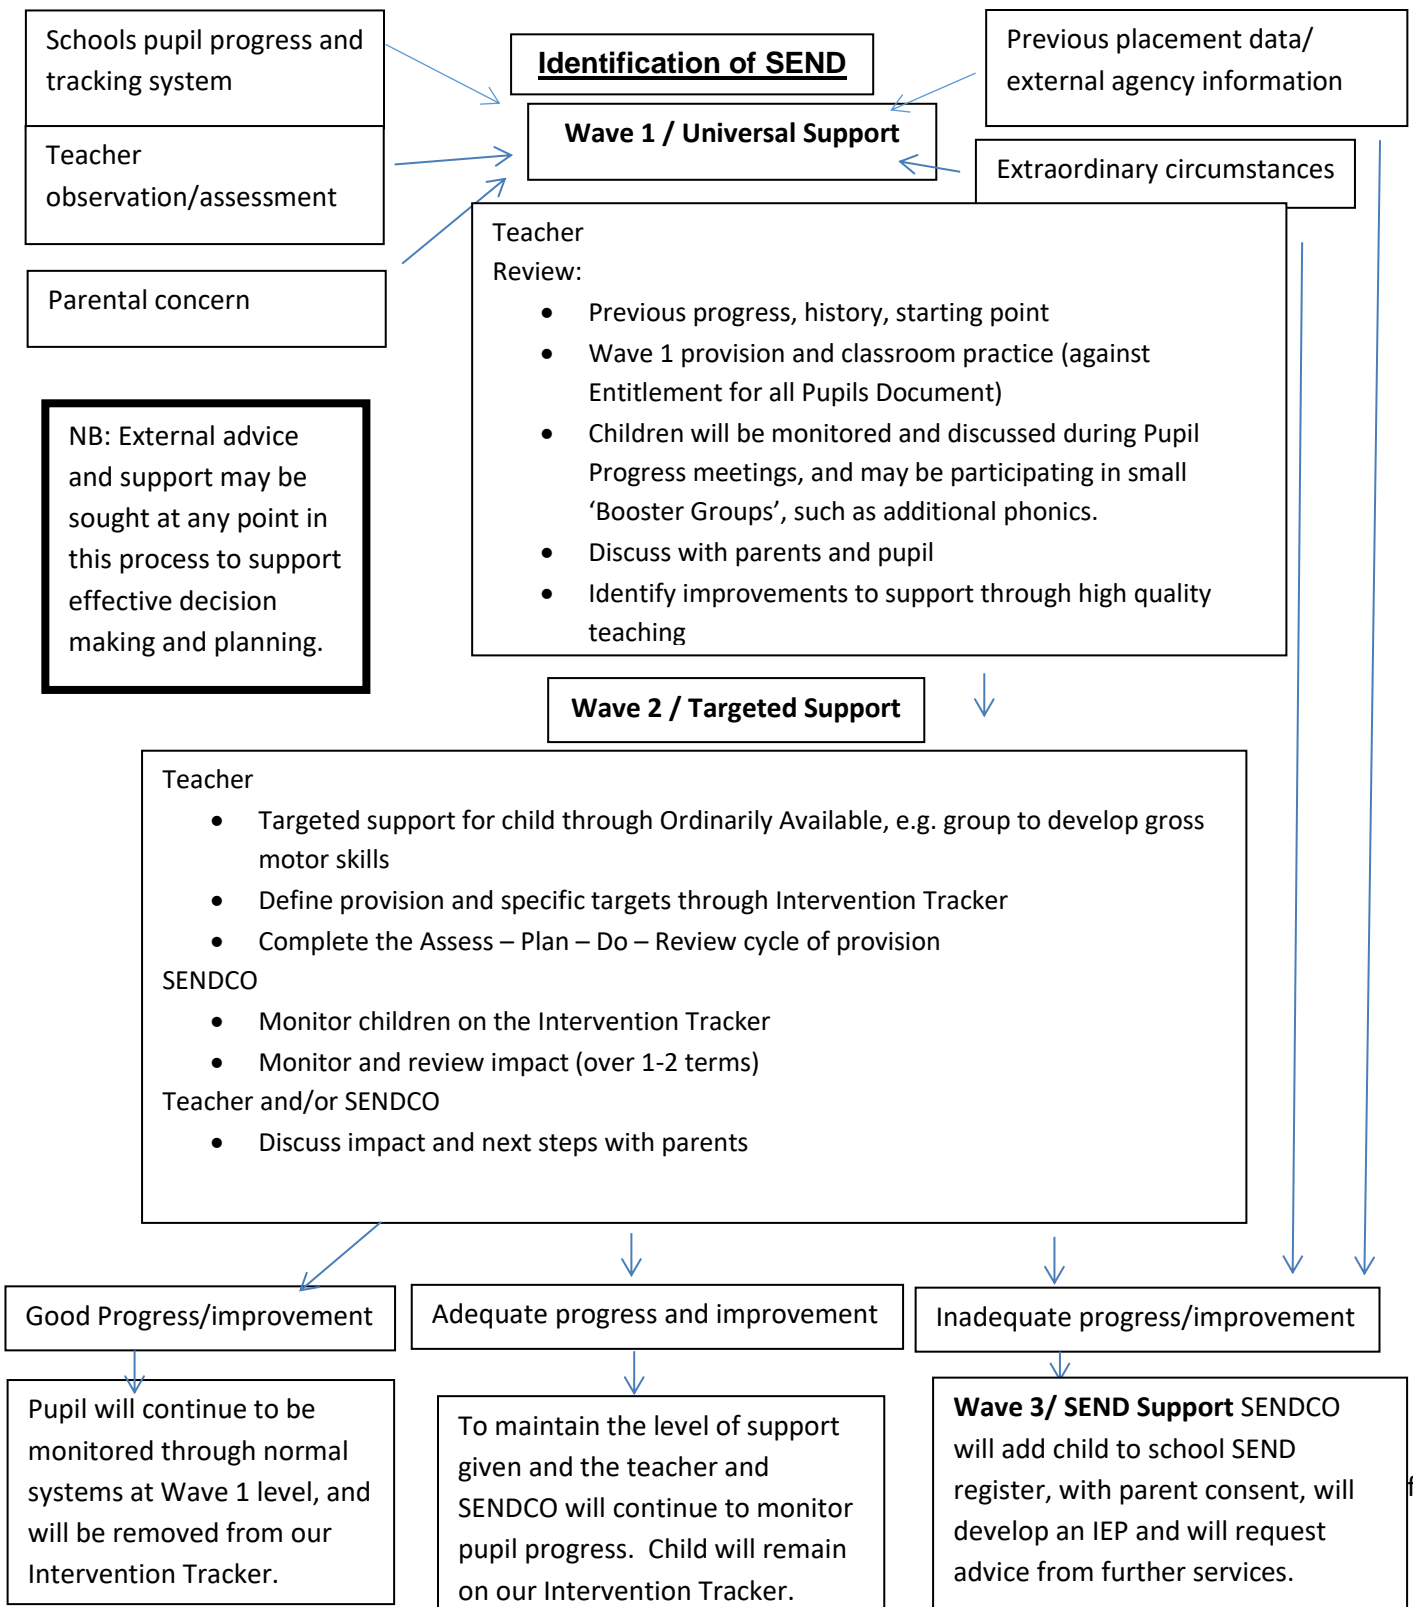 Schools pupil progress and
tracking system
Identification of SEND
Previous placement data/
external agency information
Wave 1 / Universal Support
Teacher
observation/assessment
Extraordinary circumstances
Parental concern
Teacher
Review:
• Previous progress, history, starting point
• Wave 1 provision and classroom practice (against
Entitlement for all Pupils Document)
• Children will be monitored and discussed during Pupil
Progress meetings, and may be participating in small
‘Booster Groups’, such as additional phonics.
• Discuss with parents and pupil
• Identify improvements to support through high quality
teaching
NB: External advice
and support may be
sought at any point in
this process to support
effective decision
making and planning.
Wave 2 / Targeted Support
Teacher
• Targeted support for child through Ordinarily Available, e.g. group to develop gross
motor skills
• Define provision and specific targets through Intervention Tracker
• Complete the Assess – Plan – Do – Review cycle of provision
SENDCO
• Monitor children on the Intervention Tracker
• Monitor and review impact (over 1-2 terms)
Teacher and/or SENDCO
• Discuss impact and next steps with parents
Good Progress/improvement
Adequate progress and improvement
Inadequate progress/improvement
Pupil will continue to be
monitored through normal
systems at Wave 1 level, and
will be removed from our
Intervention Tracker.
To maintain the level of support
given and the teacher and
SENDCO will continue to monitor
pupil progress.  Child will remain
on our Intervention Tracker.
Wave 3/ SEND Support SENDCO
will add child to school SEND
register, with parent consent, will
develop an IEP and will request
advice from further services.